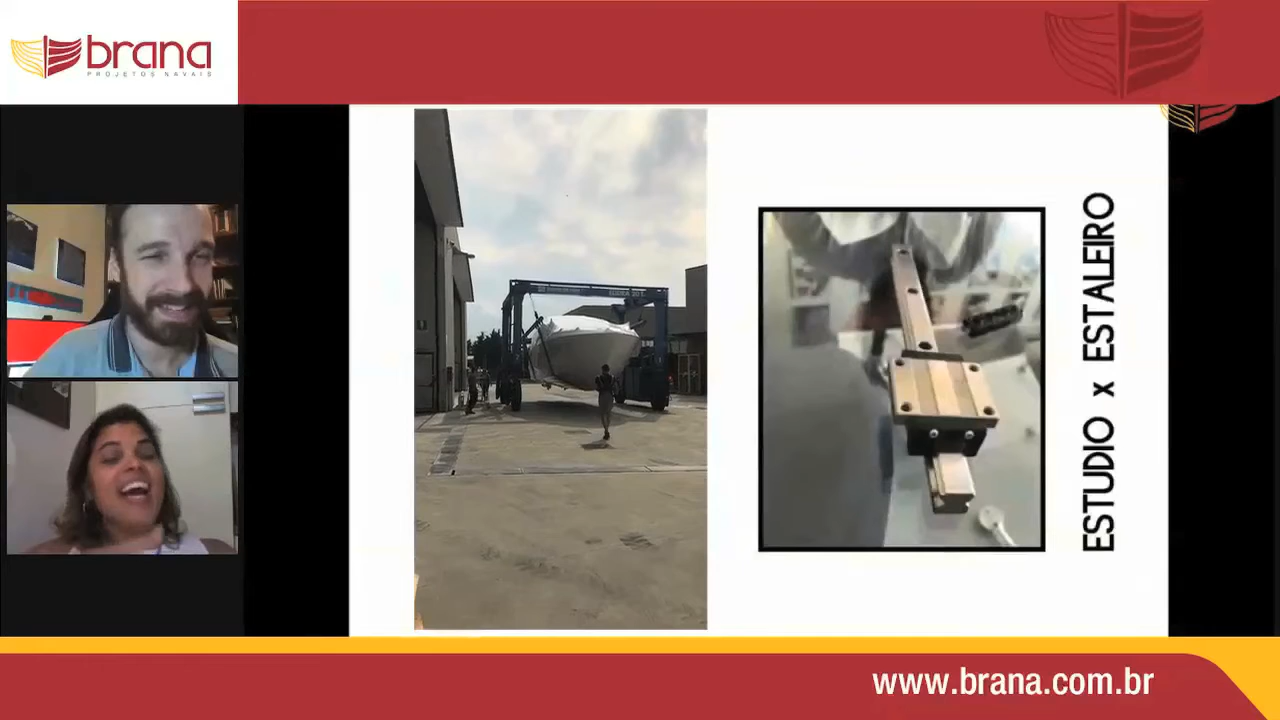 brana
PROJETOS NAVAIS
ESTUDIO x ESTALEIRO
www.brana.com.br